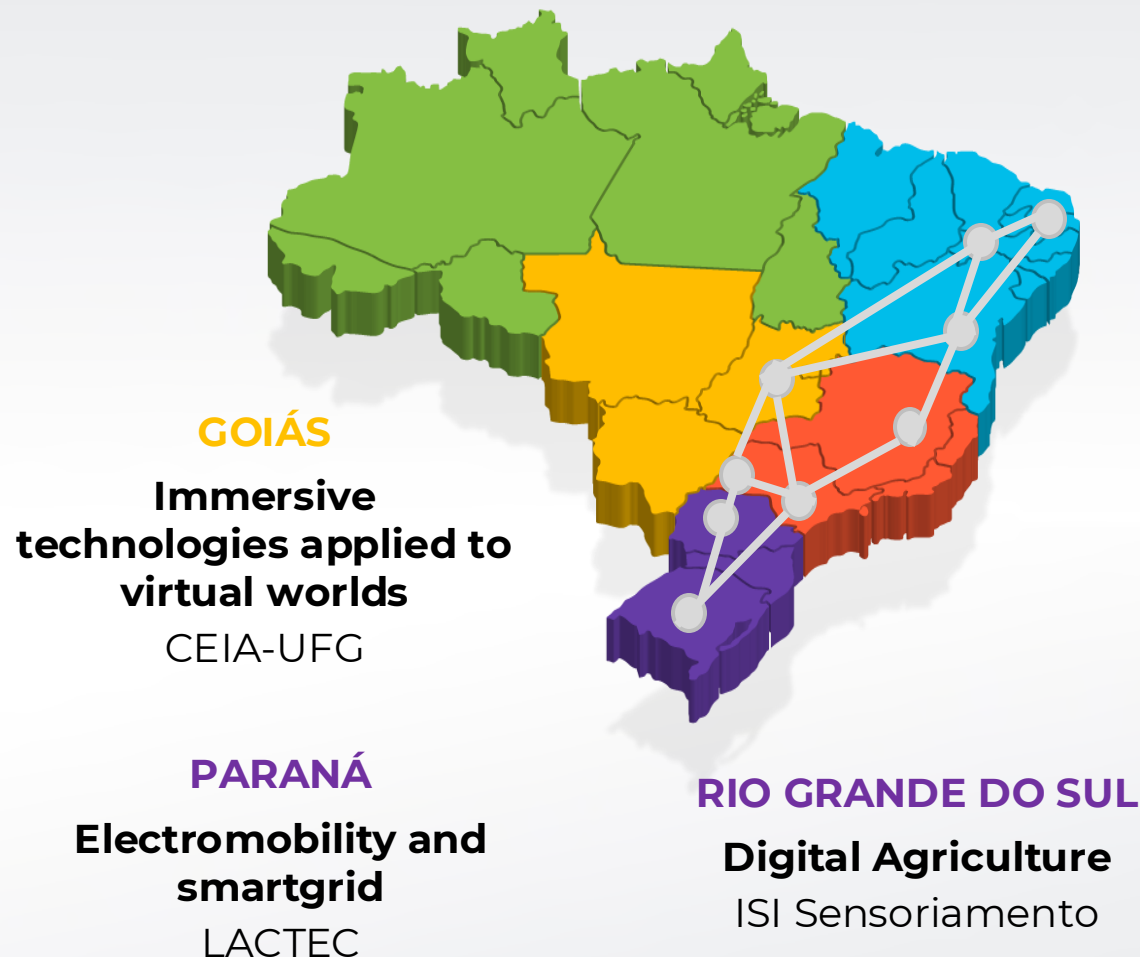 GOIÁS
Immersive
technologies applied to
virtual worlds
CEIA-UFG
PARANÁ
Electromobility and
smartgrid
LACTEC
RIO GRANDE DO SUL
Digital Agriculture
ISI Sensoriamento